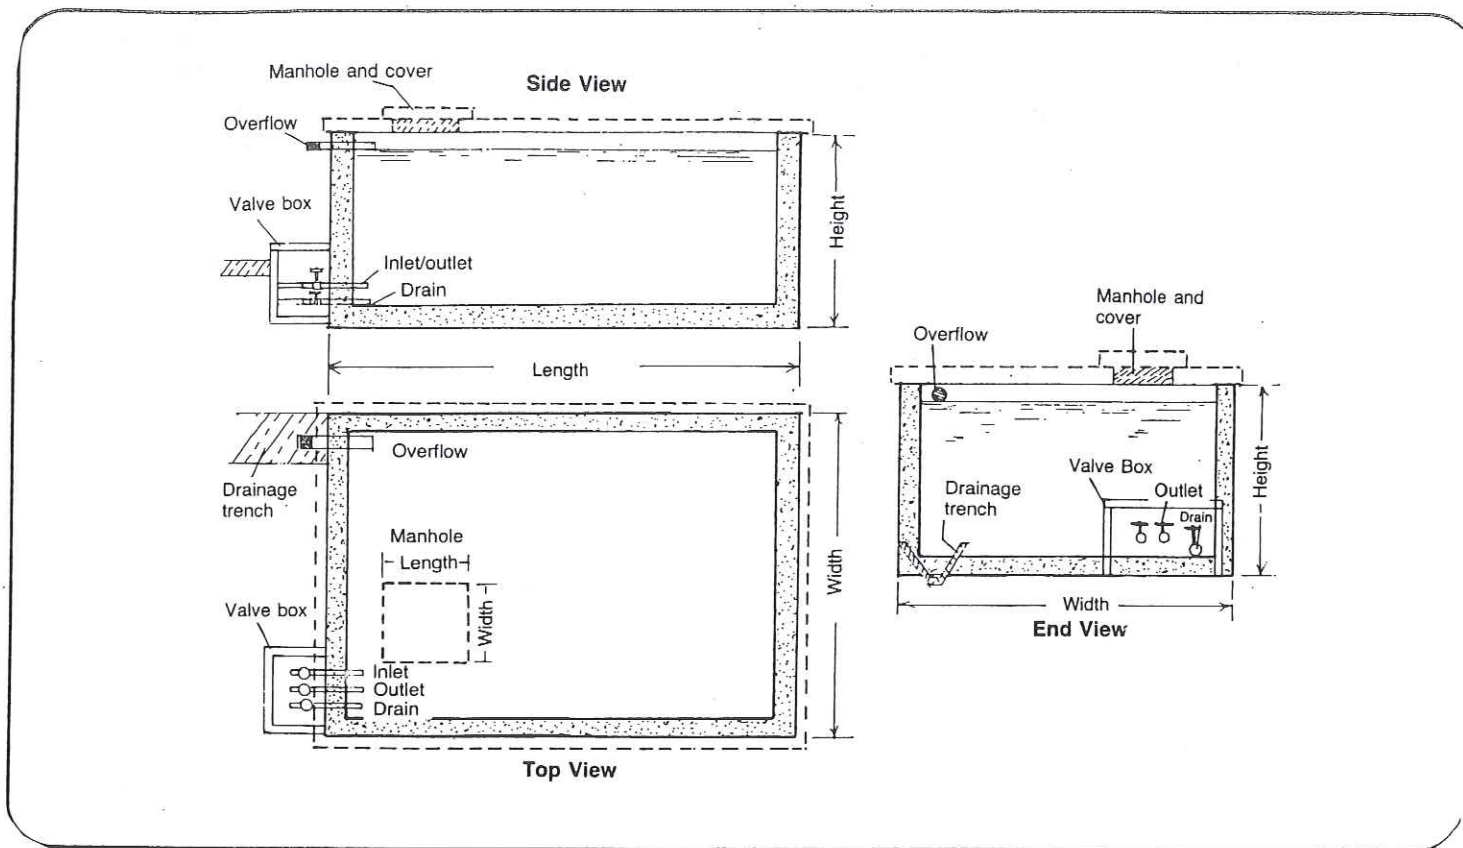 Side View
Manhole and cover
Overflow
Valve box
Inlet/outlet
Drain
Height
Length
Overflow
Drainage
trench
Manhole
Length
Width
Width
Valve box
Inlet
Outlet
Drain
Top View
Manhole and
cover
Overflow
Valve Box
Outlet
Drain
Drainage
trench
Height
Width
End View